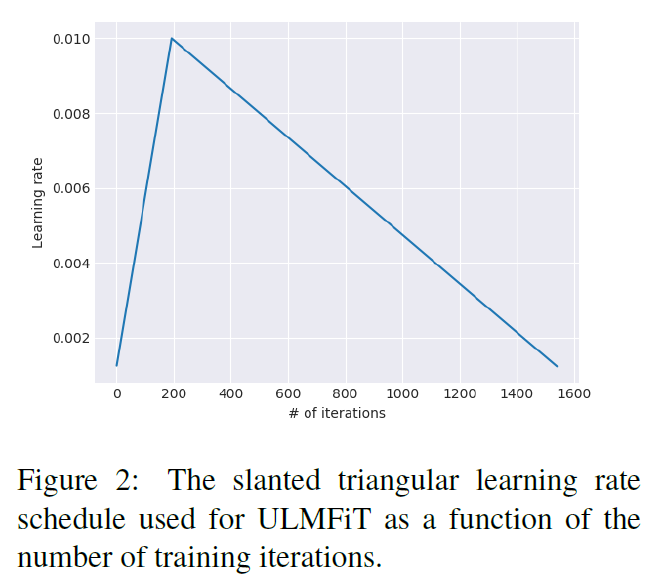 0.010
0.008
0.006
0.004
0.002
Learning rate
0 200 400 600 800 1000 1200 1400 1600
# of iterations
Figure 2: The slanted triangular learning rate
schedule used for ULMFiT as a function of the
number of training iterations.